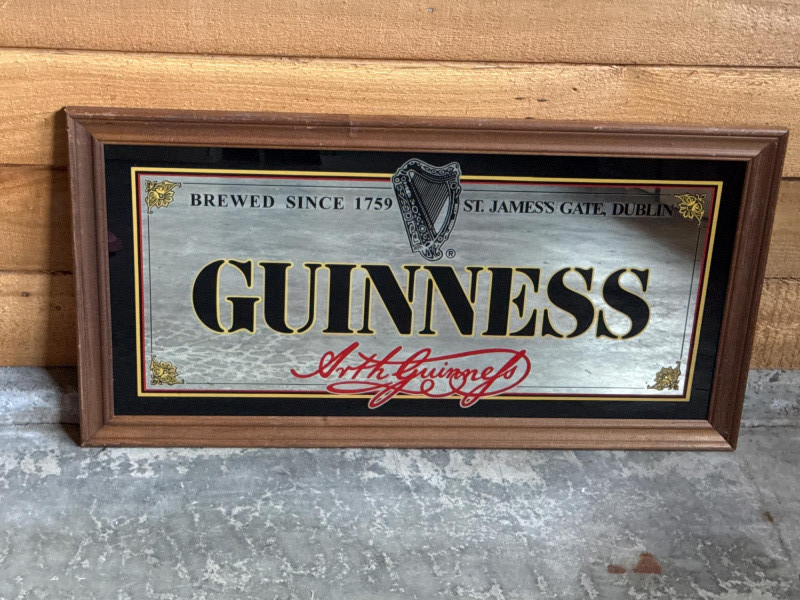 BREWED SINCE 1759 ST. JAMES'S GATE, DUBLIN
®
GUINNESS
Arth Guinness